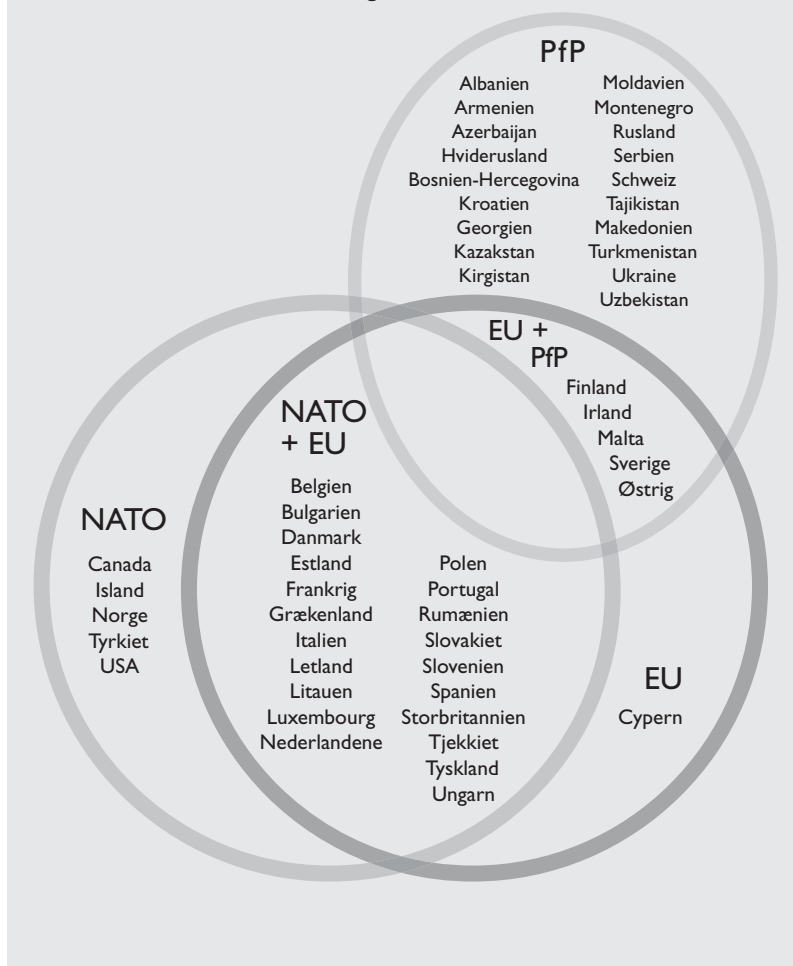 PfP
Albanien
Armenien
Azerbaijan
Hviderusland
Bosnien-Hercegovina
Kroatien
Georgien
Kazakstan
Kirgistan
Moldavien
Montenegro
Rusland
Serbien
Schweiz
Tajikistan
Makedonien
Turkmenistan
Ukraine
Uzbekistan
EU +
PfP
Finland
Irland
Malta
Sverige
Østrig
NATO
+ EU
Belgien
Bulgarien
Danmark
Estland
Frankrig
Grækenland
Italien
Letland
Litauen
Luxembourg
Nederlandene
Polen
Portugal
Rumænien
Slovakiet
Slovenien
Spanien
Storbritannien
Tjekkiet
Tyskland
Ungarn
NATO
Canada
Island
Norge
Tyrkiet
USA
EU
Cypern